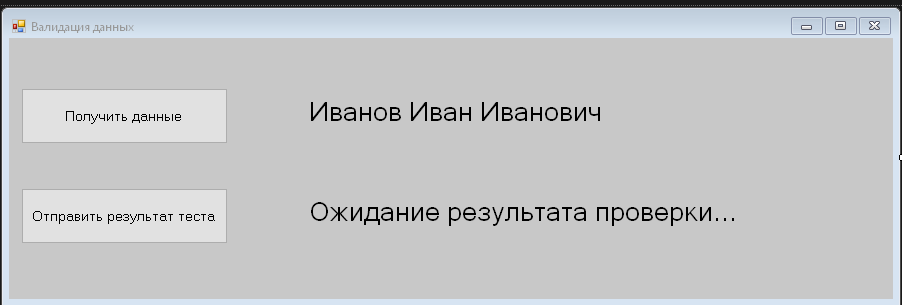 Валидация данных
Получить данные
Иванов Иван Иванович
Отправить результат теста
Ожидание результата проверки...